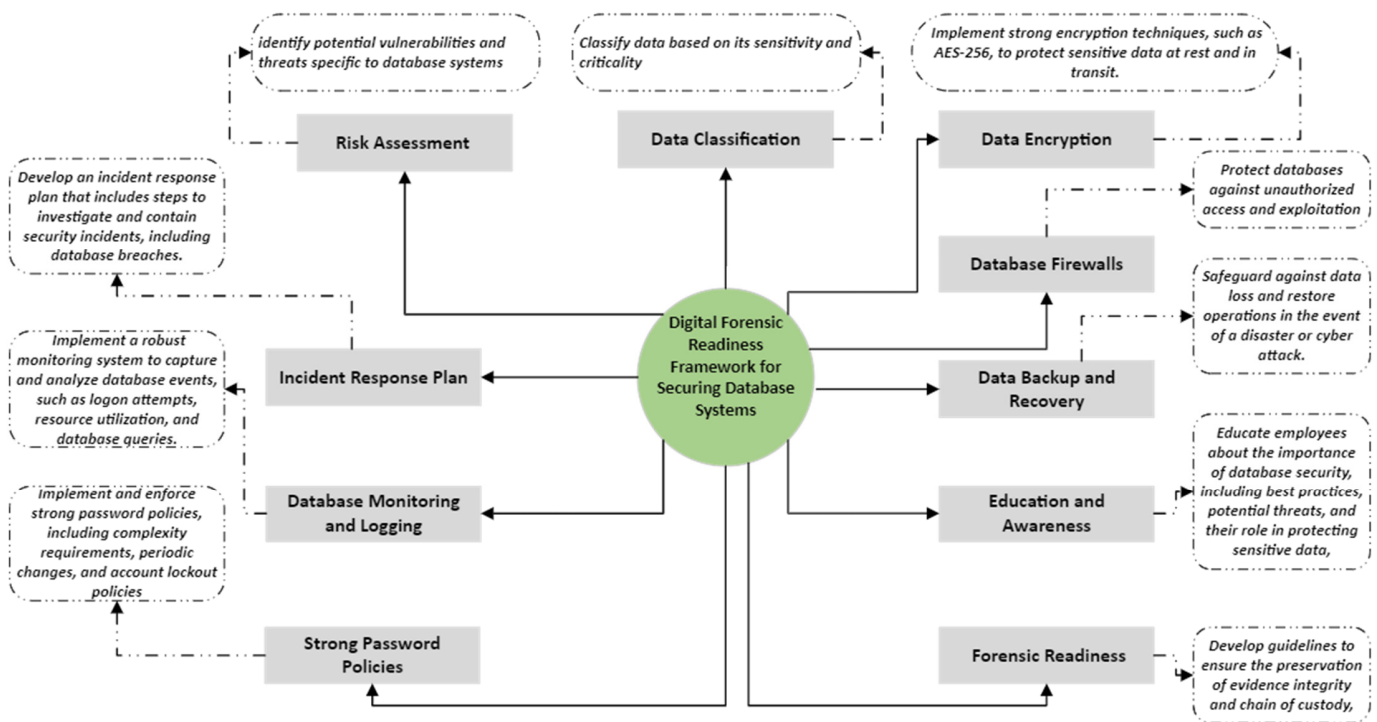 identify potential vulnerabilities and
threats specific to database systems
Classify data based on its sensitivity and
criticality
Implement strong encryption techniques, such as
AES-256, to protect sensitive data at rest and in
transit.
Risk Assessment
Data Classification
Data Encryption
Develop an incident response
plan that includes steps to
investigate and contain
security incidents, including
database breaches.
Protect databases
against unauthorized
access and exploitation
Database Firewalls
Safeguard against data
loss and restore
operations in the event
of a disaster or cyber
attack.
Digital Forensic
Readiness
Framework for
Securing Database
Systems
Implement a robust
monitoring system to capture
and analyze database events,
such as logon attempts,
resource utilization, and
database queries.
Incident Response Plan
Data Backup and
Recovery
Educate employees
about the importance
of database security,
including best practices,
potential threats, and
their role in protecting
sensitive data,
Implement and enforce
strong password policies,
including complexity
requirements, periodic
changes, and account lockout
policies
Database Monitoring
and Logging
Education and
Awareness
Strong Password
Policies
Forensic Readiness
Develop guidelines to
ensure the preservation
of evidence integrity
and chain of custody,